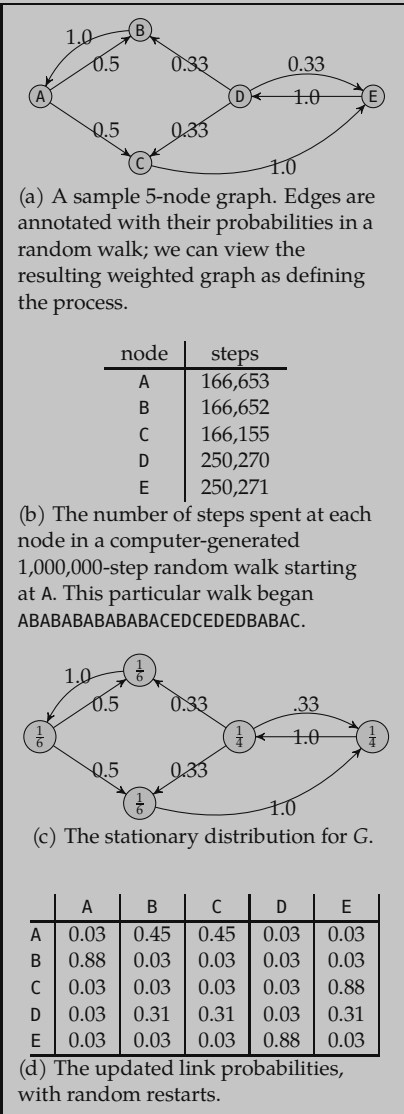 B
1.0
0.5
0.33
0.33
A
D
1.0
E
0.5
0.33
C
1.0
(a) A sample 5-node graph. Edges are
annotated with their probabilities in a
random walk; we can view the
resulting weighted graph as defining
the process.
node steps
A 166,653
B 166,652
C 166,155
D 250,270
E 250,271
(b) The number of steps spent at each
node in a computer-generated
1,000,000-step random walk starting
at A. This particular walk began
ABABABABABABACEDCEDEDBABAC.
1/6
1.0
0.5
0.33
.33
1/6
1/4
1.0
1/4
0.5
0.33
1/6
1.0
(c) The stationary distribution for G.
A B C D E
A 0.03 0.45 0.45 0.03 0.03
B 0.88 0.03 0.03 0.03 0.03
C 0.03 0.03 0.03 0.03 0.88
D 0.03 0.31 0.31 0.03 0.31
E 0.03 0.03 0.03 0.88 0.03
(d) The updated link probabilities,
with random restarts.